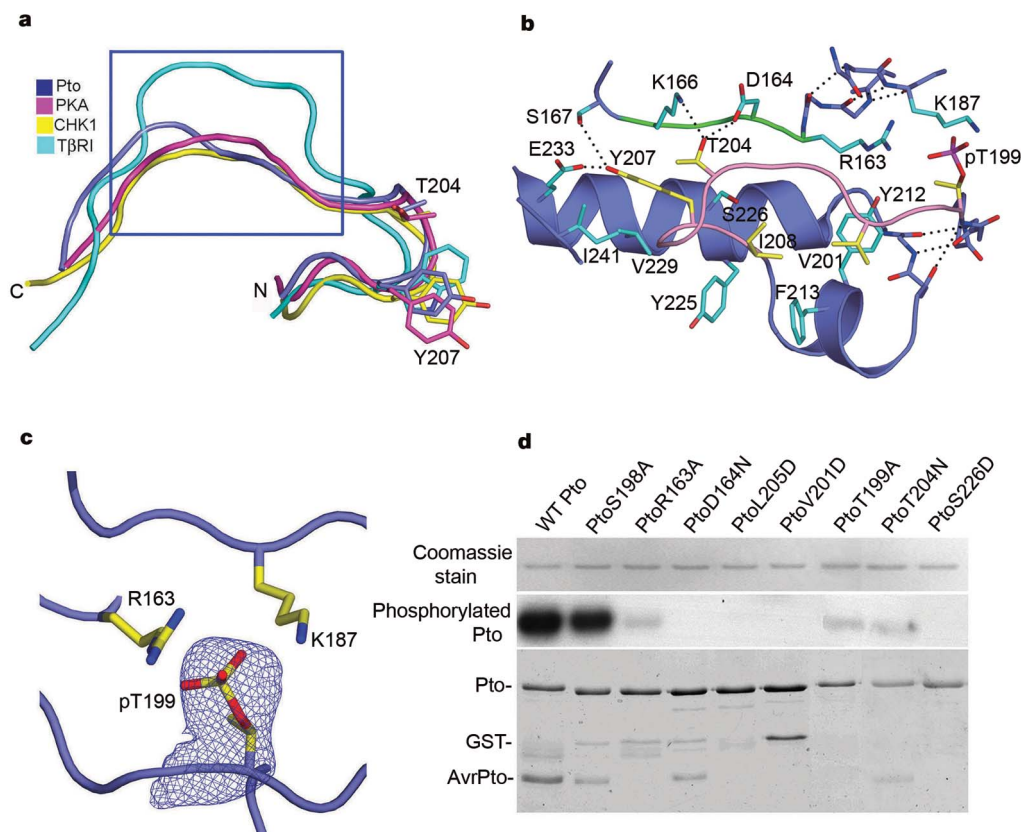 a
Pto
PKA
CHK1
TβRI
T204
C
N
Y207
b
K166
D164
S167
K187
E233
Y207
T204
R163
pT199
Y212
S226
I208
I241
V229
V201
Y225
F213
c
R163
K187
pT199
d
WT Pto
PtoS198A
PtoR163A
PtoD164N
PtoL205D
PtoV201D
PtoT199A
PtoT204N
PtoS226D
Coomassie
stain
Phosphorylated
Pto
Pto-
GST-
AvrPto-